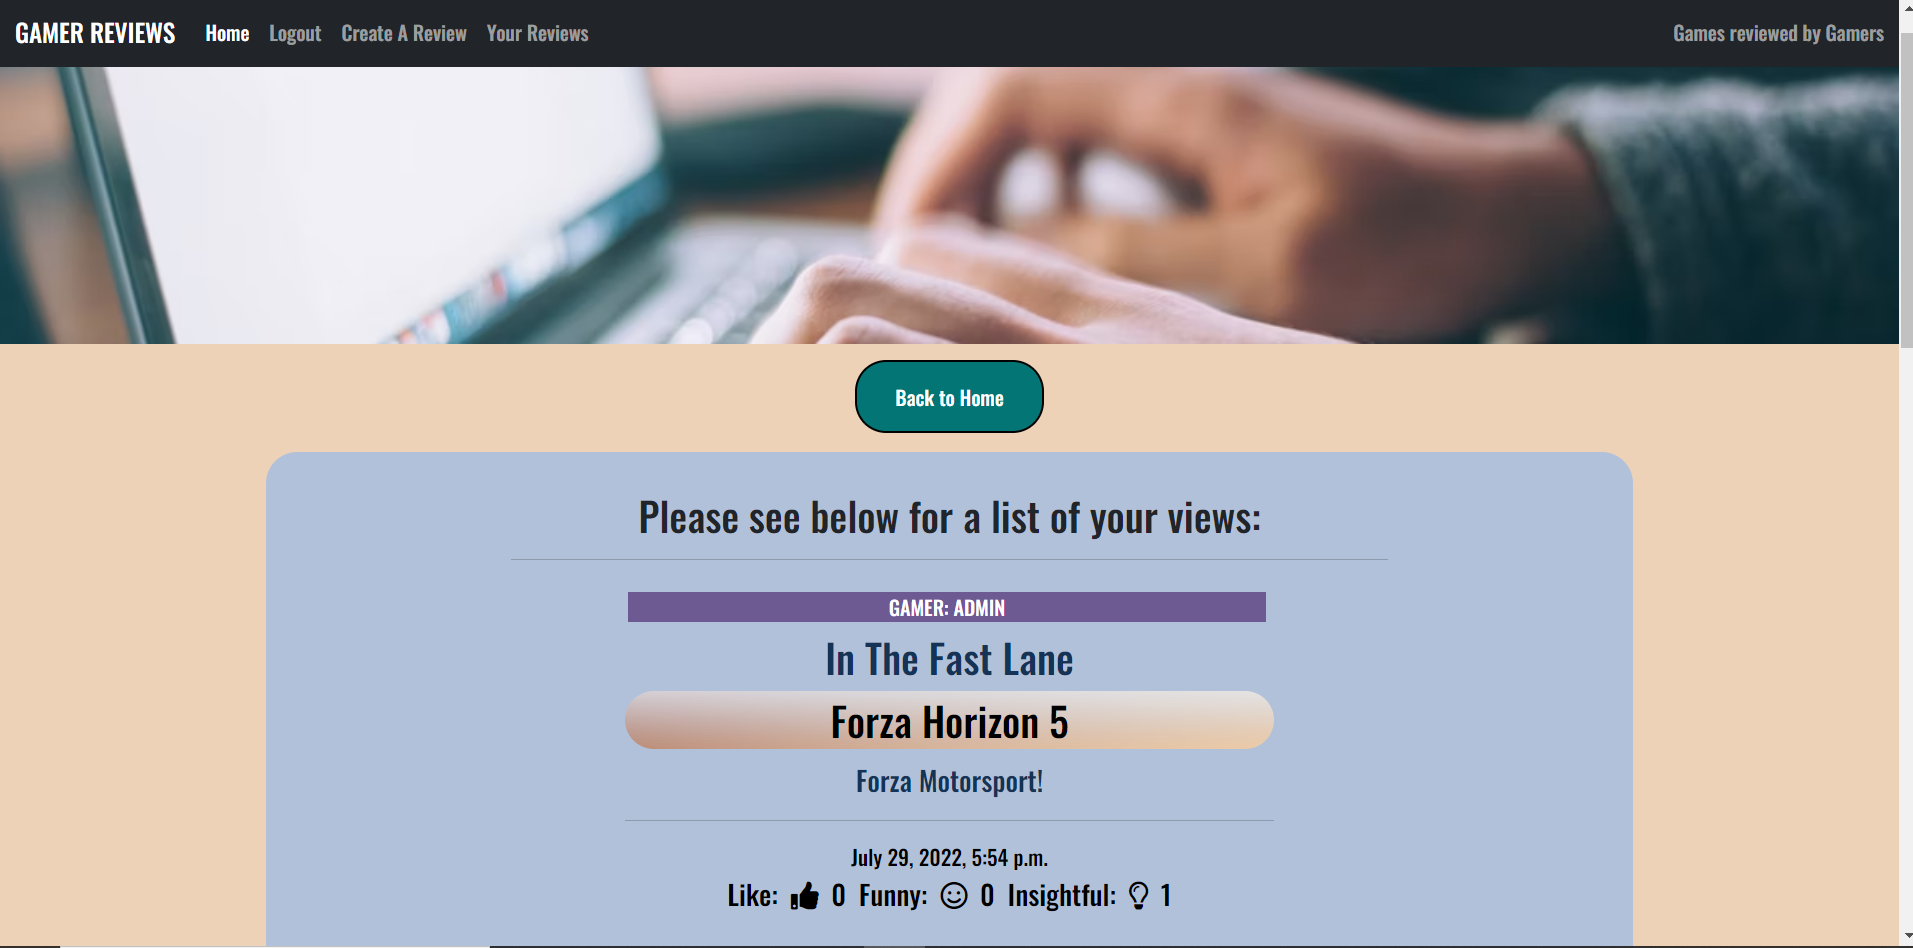 GAMER REVIEWS Home Logout Create A Review Your Reviews Games reviewed by Gamers
Back to Home
Please see below for a list of your views:
GAMER: ADMIN
In The Fast Lane
Forza Horizon 5
Forza Motorsport!
July 29, 2022, 5:54 p.m.
Like: 0 Funny: 0 Insightful: 1